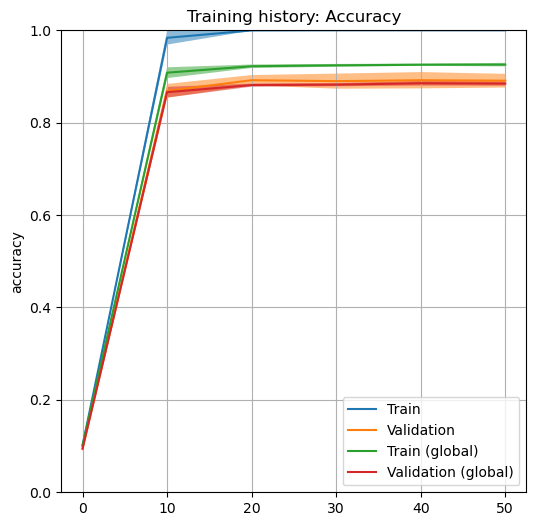 Training history: Accuracy
1.0
0.8
0.6
0.4
0.2
0.0
accuracy
0 10 20 30 40 50
Train
Validation
Train (global)
Validation (global)